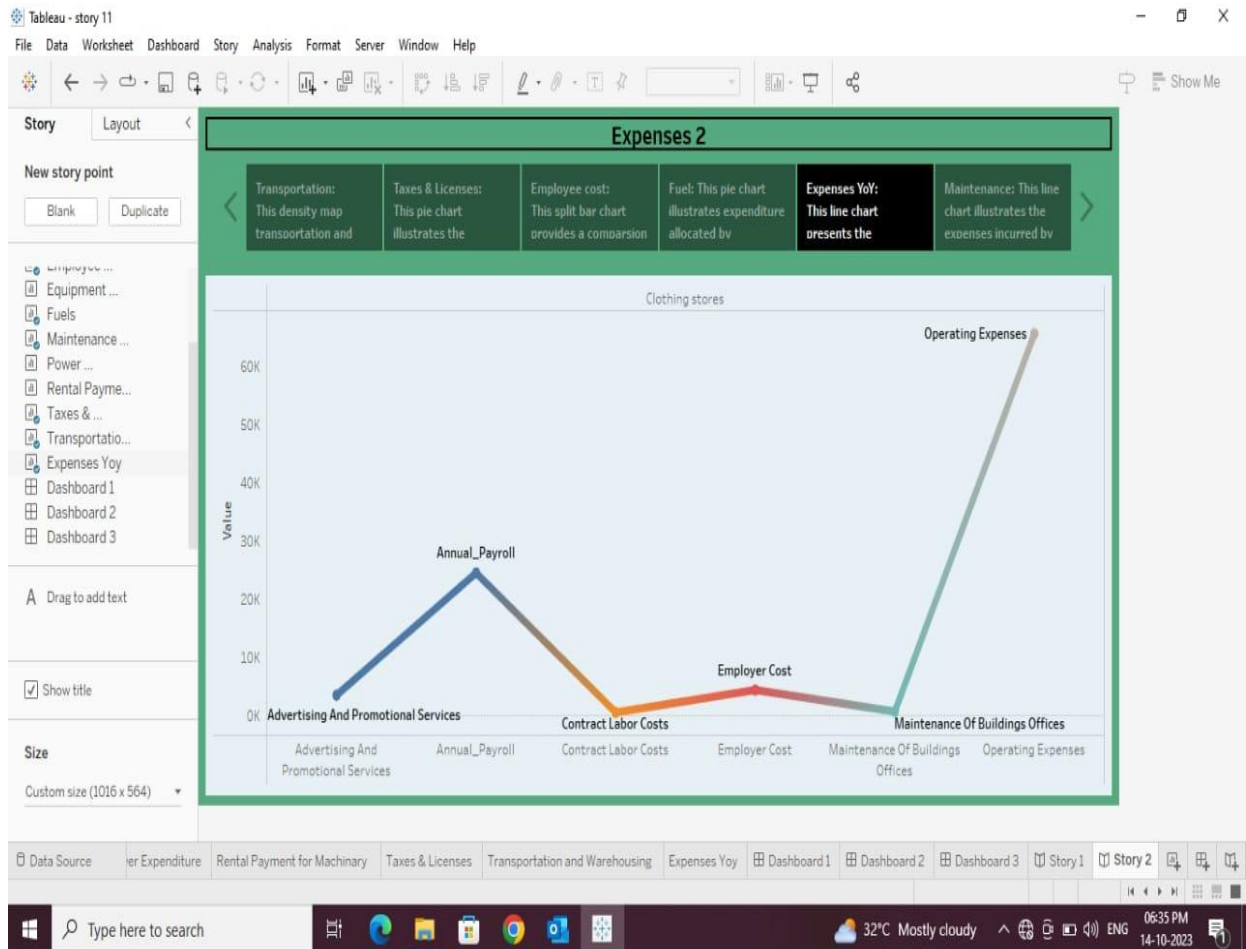 Tableau - story 11
File Data Worksheet Dashboard Story Analysis Format Server Window Help
Show Me
Story Layout
New story point
Blank Duplicate
Employee ...
Equipment ...
Fuels
Maintenance ...
Power ...
Rental Payme...
Taxes & ...
Transportatio...
Expenses Yoy
Dashboard 1
Dashboard 2
Dashboard 3
A Drag to add text
Show title
Size
Custom size (1016 x 564)
Expenses 2
Transportation:
This density map
transportation and
Taxes & Licenses:
This pie chart
illustrates the
Employee cost:
This split bar chart
provides a comparsion
Fuel: This pie chart
illustrates expenditure
allocated by
Expenses YoY:
This line chart
presents the
Maintenance: This line
chart illustrates the
expenses incurred by
Clothing stores
Value
60K
50K
40K
30K
20K
10K
0K
Operating Expenses
Annual_Payroll
Employer Cost
Advertising And Promotional Services
Contract Labor Costs
Maintenance Of Buildings Offices
Advertising And
Promotional Services
Annual_Payroll
Contract Labor Costs
Employer Cost
Maintenance Of Buildings
Offices
Operating Expenses
Data Source er Expenditure Rental Payment for Machinary Taxes & Licenses Transportation and Warehousing Expenses Yoy Dashboard 1 Dashboard 2 Dashboard 3 Story 1 Story 2
Type here to search
32°C Mostly cloudy
ENG
06:35 PM
14-10-2023
1